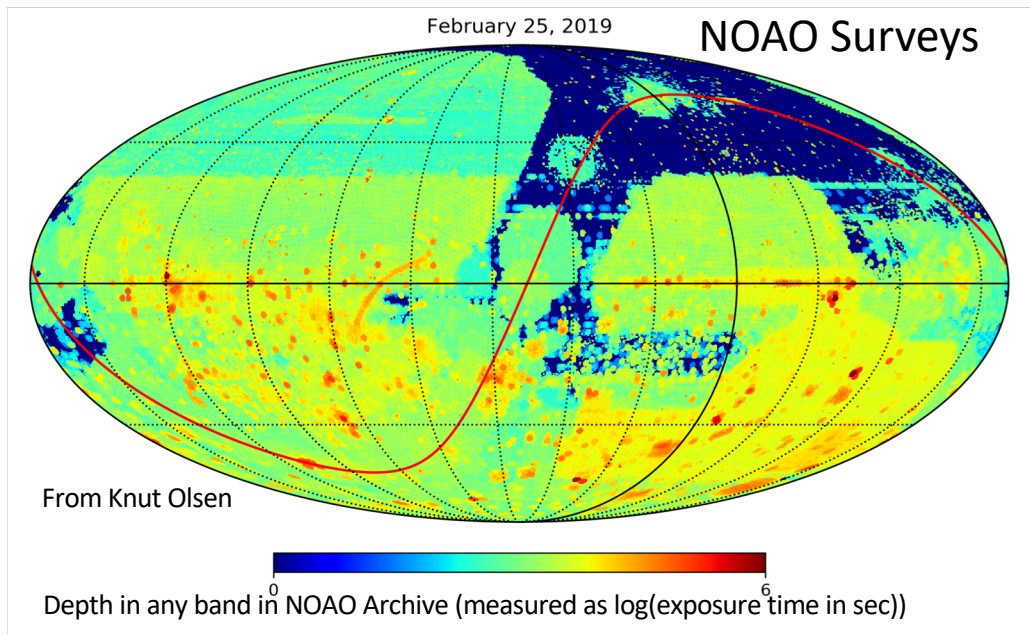 February 25, 2019
NOAO Surveys
From Knut Olsen
0
6
Depth in any band in NOAO Archive (measured as log(exposure time in sec))